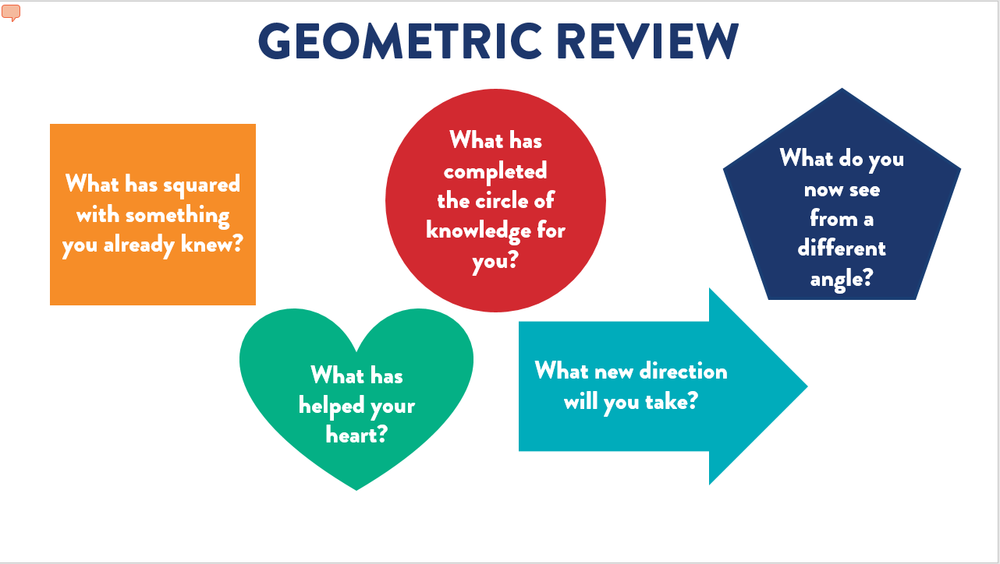 GEOMETRIC REVIEW
What has squared
with something
you already knew?
What has
completed
the circle of
knowledge for
you?
What do you
now see
from a
different
angle?
What has
helped your
heart?
What new direction
will you take?